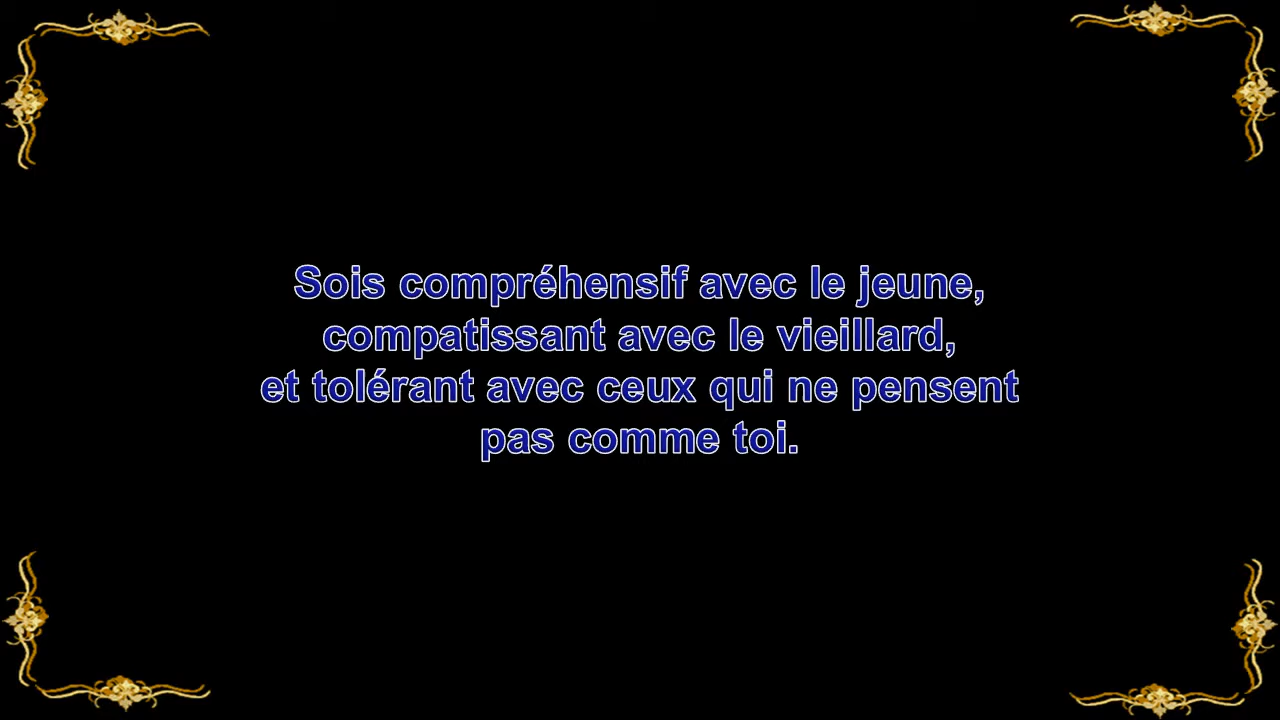 Sois compréhensif avec le jeune,
compatissant avec le vieillard,
et tolérant avec ceux qui ne pensent
pas comme toi.